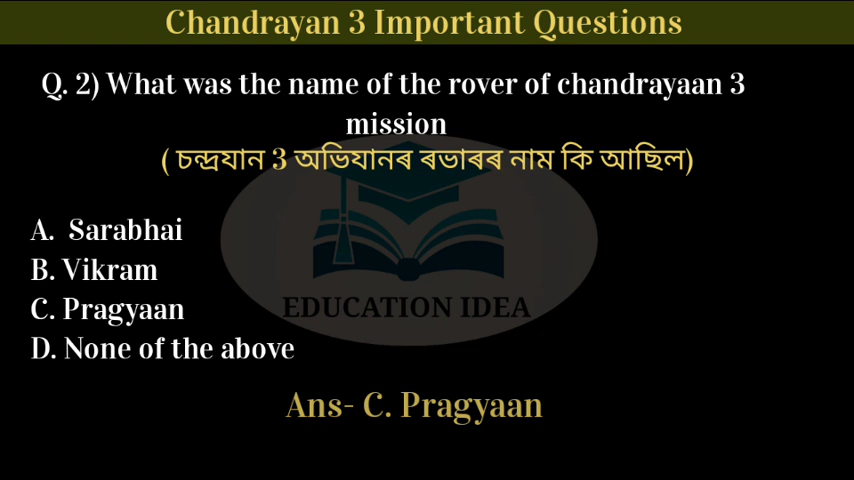 Chandrayan 3 Important Questions
Q. 2) What was the name of the rover of chandrayaan 3
mission
( চন্দ্ৰযান 3 অভিযানৰ ৰভাৰৰ নাম কি আছিল)
A. Sarabhai
B. Vikram
C. Pragyaan
D. None of the above
EDUCATION IDEA
Ans- C. Pragyaan